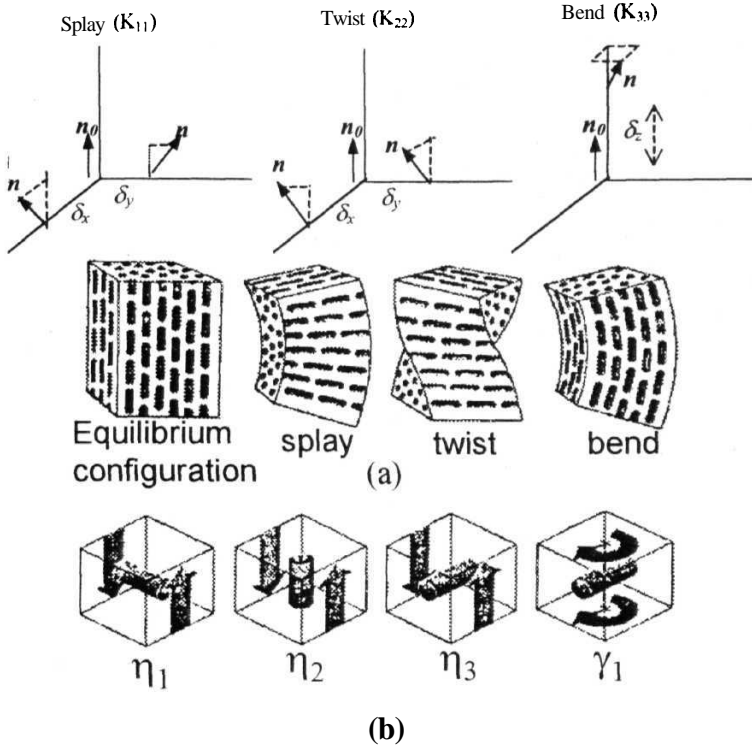 Splay (K₁₁) Twist (K₂₂) Bend (K₃₃)
n n₀ n δx δy
n n₀ n δx δy
n n₀ δz
Equilibrium configuration
splay
twist
bend
(a)
η₁ η₂ η₃ γ₁
(b)